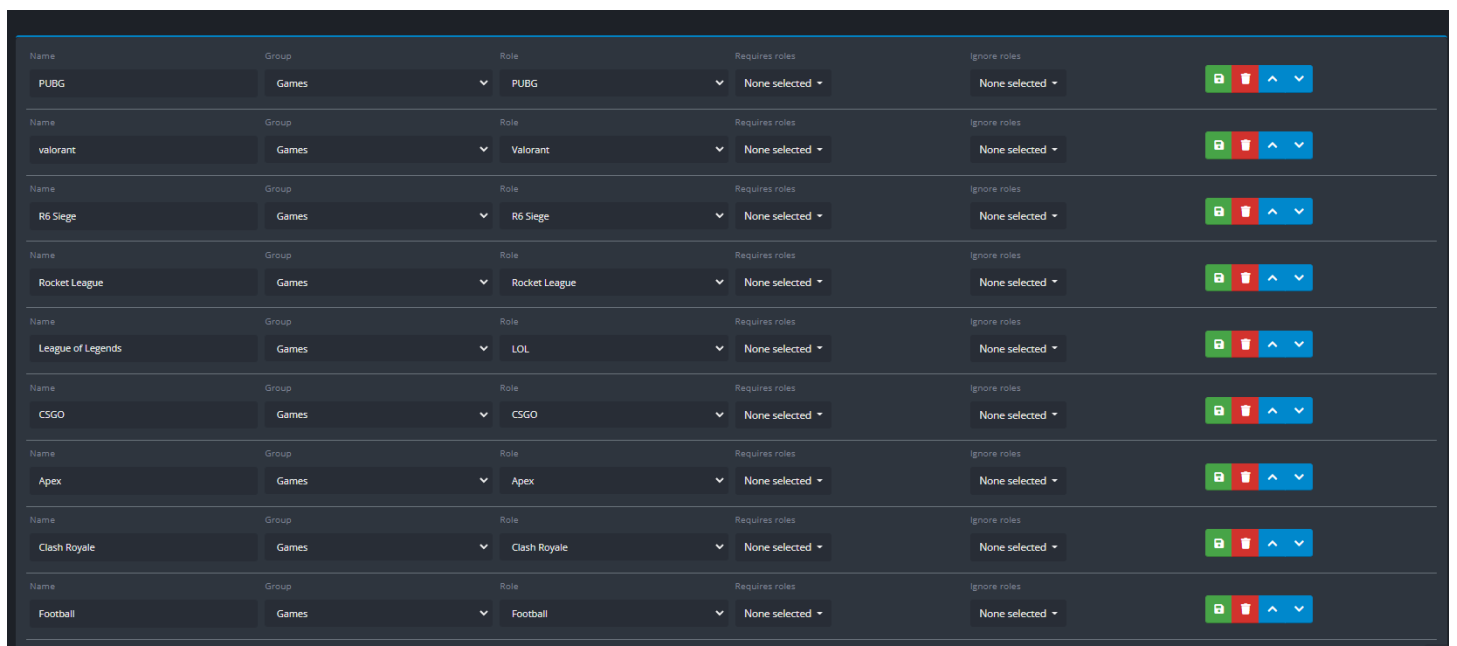 Name Group Role Requires roles Ignore roles
PUBG Games PUBG None selected None selected
Name Group Role Requires roles Ignore roles
valorant Games Valorant None selected None selected
Name Group Role Requires roles Ignore roles
R6 Siege Games R6 Siege None selected None selected
Name Group Role Requires roles Ignore roles
Rocket League Games Rocket League None selected None selected
Name Group Role Requires roles Ignore roles
League of Legends Games LOL None selected None selected
Name Group Role Requires roles Ignore roles
CSGO Games CSGO None selected None selected
Name Group Role Requires roles Ignore roles
Apex Games Apex None selected None selected
Name Group Role Requires roles Ignore roles
Clash Royale Games Clash Royale None selected None selected
Name Group Role Requires roles Ignore roles
Football Games Football None selected None selected